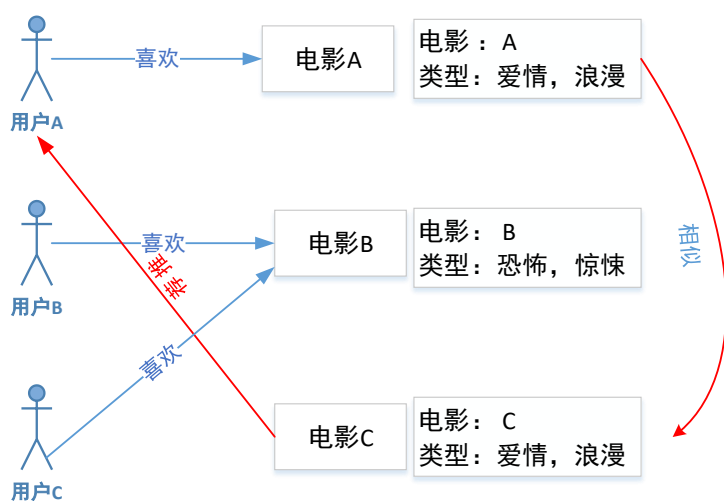 喜欢
电影A
电影 : A
类型: 爱情, 浪漫
用户A
喜欢
电影B
电影: B
类型: 恐怖, 惊悚
相似
推荐
用户B
喜欢
电影C
电影: C
类型: 爱情, 浪漫
用户C